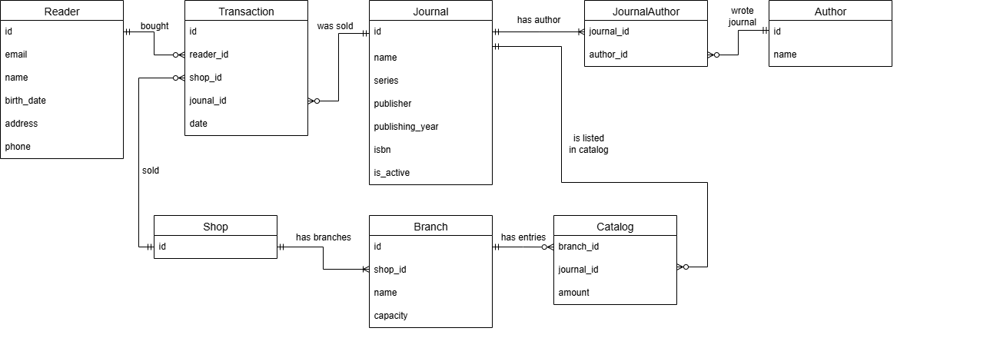 Reader
id
email
name
birth_date
address
phone
bought
Transaction
id
reader_id
shop_id
jounal_id
date
was sold
Journal
id
name
series
publisher
publishing_year
isbn
is_active
has author
JournalAuthor
journal_id
author_id
wrote
journal
Author
id
name
is listed
in catalog
sold
Shop
id
has branches
Branch
id
shop_id
name
capacity
has entries
Catalog
branch_id
journal_id
amount